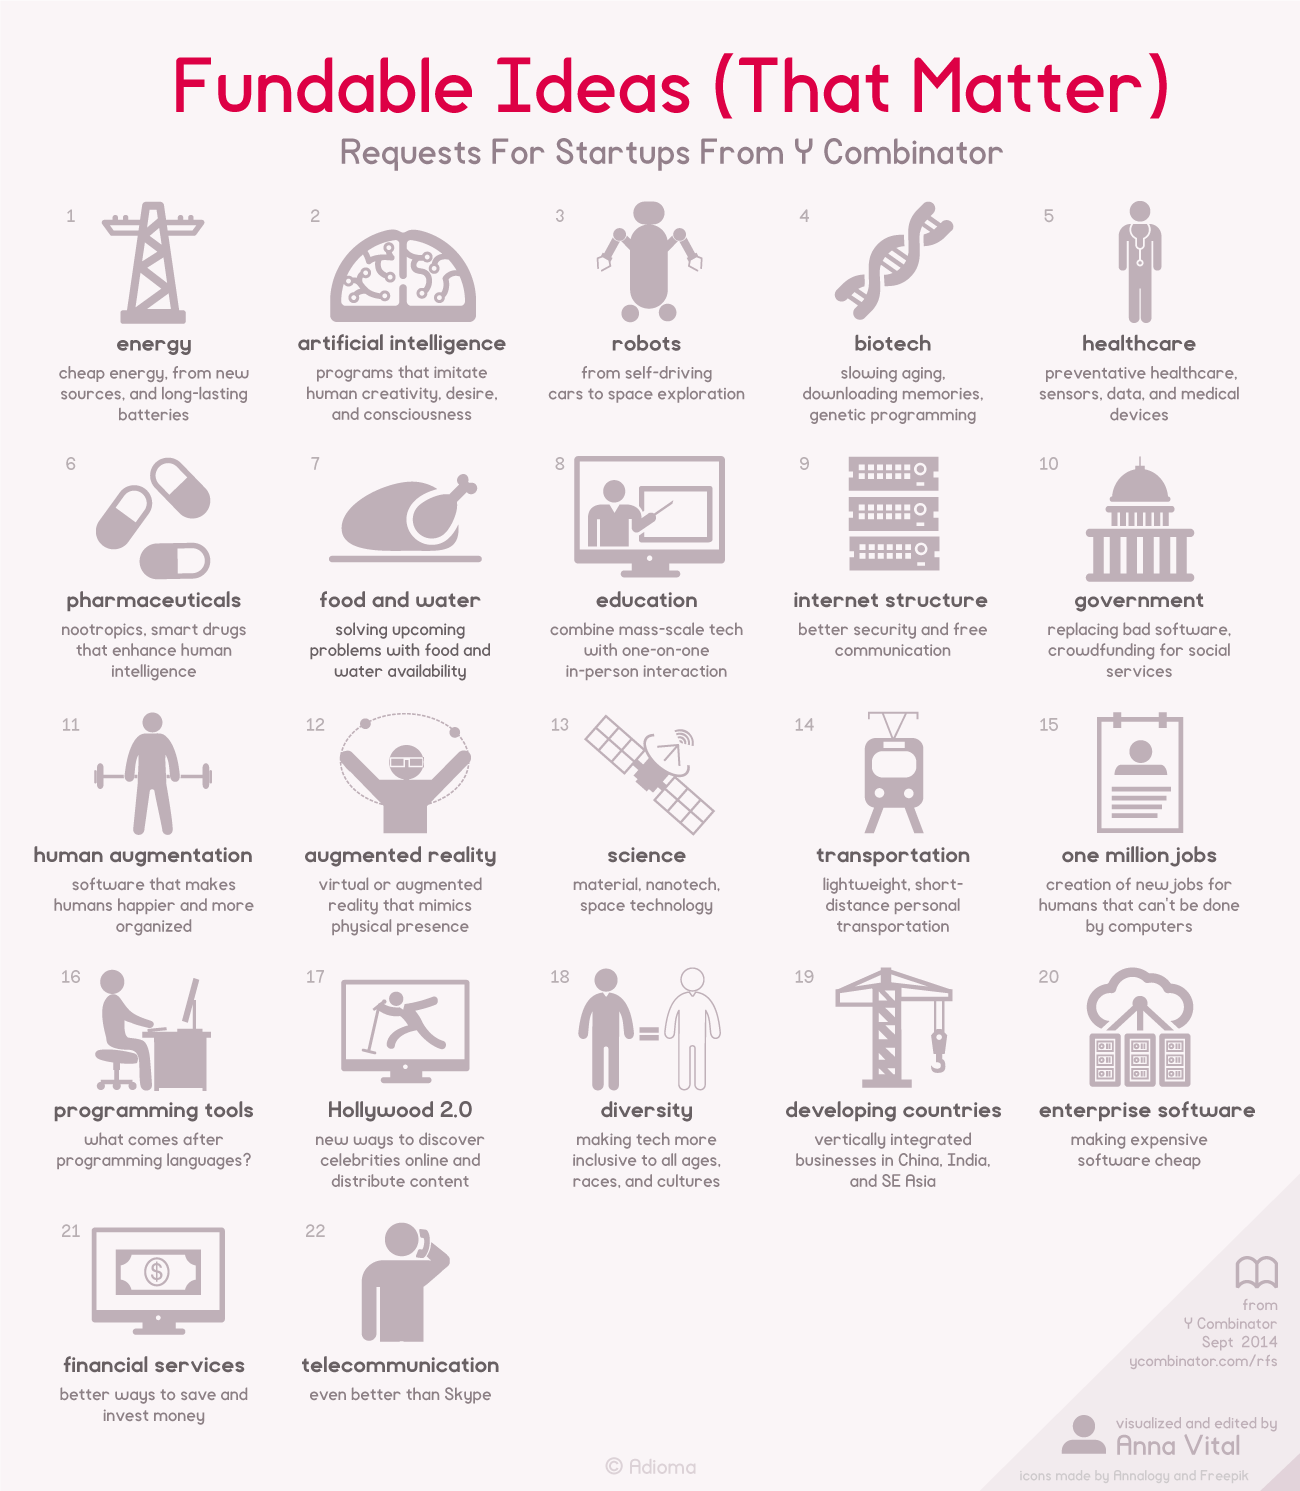 Fundable Ideas (That Matter)
Requests For Startups From Y Combinator
1
energy
cheap energy, from new
sources, and long-lasting
batteries
2
artificial intelligence
programs that imitate
human creativity, desire,
and consciousness
3
robots
from self-driving
cars to space exploration
4
biotech
slowing aging,
downloading memories,
genetic programming
5
healthcare
preventative healthcare,
sensors, data, and medical
devices
6
pharmaceuticals
nootropics, smart drugs
that enhance human
intelligence
7
food and water
solving upcoming
problems with food and
water availability
8
education
combine mass-scale tech
with one-on-one
in-person interaction
9
internet structure
better security and free
communication
10
government
replacing bad software,
crowdfunding for social
services
11
human augmentation
software that makes
humans happier and more
organized
12
augmented reality
virtual or augmented
reality that mimics
physical presence
13
science
material, nanotech,
space technology
14
transportation
lightweight, short-
distance personal
transportation
15
one million jobs
creation of new jobs for
humans that can't be done
by computers
16
programming tools
what comes after
programming languages?
17
Hollywood 2.0
new ways to discover
celebrities online and
distribute content
18
=
diversity
making tech more
inclusive to all ages,
races, and cultures
19
developing countries
vertically integrated
businesses in China, India,
and SE Asia
20
enterprise software
making expensive
software cheap
21
$
financial services
better ways to save and
invest money
22
telecommunication
even better than Skype
from
Y Combinator
Sept 2014
ycombinator.com/rfs
visualized and edited by
Anna Vital
icons made by Annalogy and Freepik
© Adioma